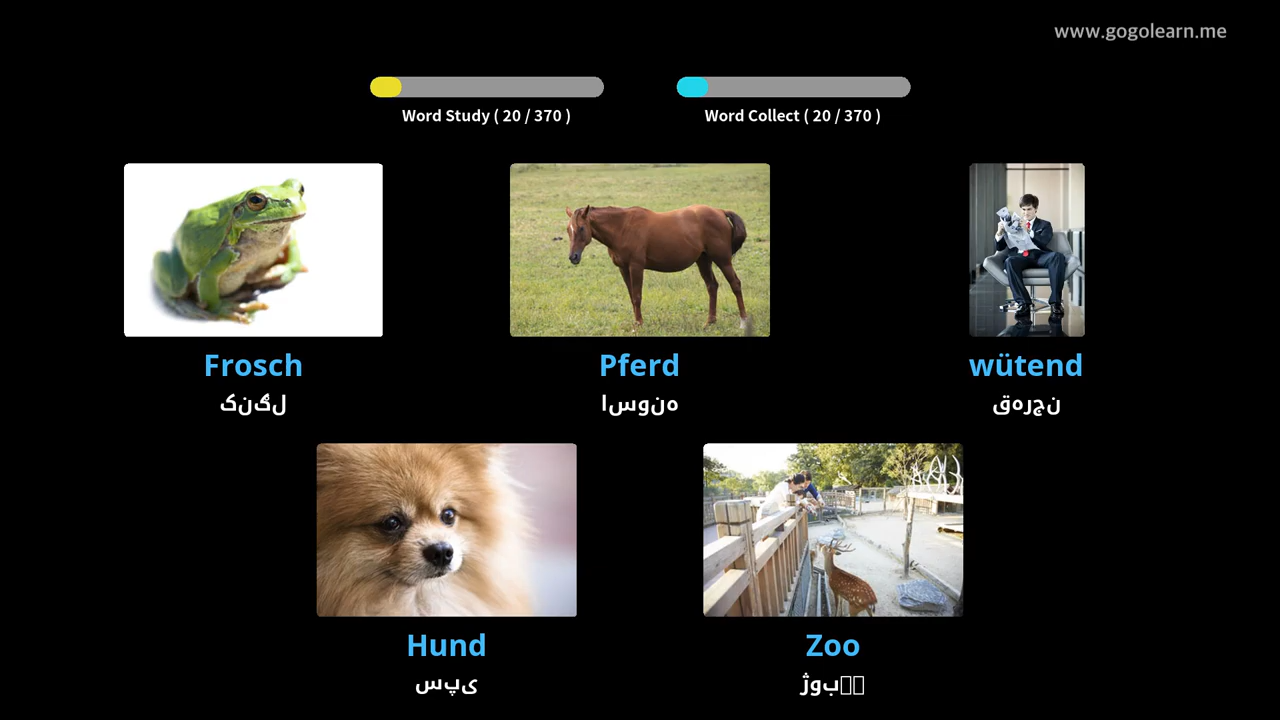 www.gogolearn.me
Word Study ( 20 / 370 )
Word Collect ( 20 / 370 )
Frosch
کنگل
Pferd
اسونه
wütend
قهرجن
Hund
سپی
Zoo